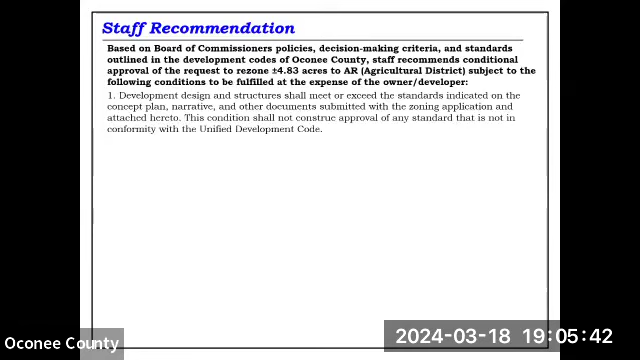 Staff Recommendation
Based on Board of Commissioners policies, decision-making criteria, and standards
outlined in the development codes of Oconee County, staff recommends conditional
approval of the request to rezone ±4.83 acres to AR (Agricultural District) subject to the
following conditions to be fulfilled at the expense of the owner/developer:
1. Development design and structures shall meet or exceed the standards indicated on the
concept plan, narrative, and other documents submitted with the zoning application and
attached hereto. This condition shall not construe approval of any standard that is not in
conformity with the Unified Development Code.
Oconee County
2024-03-18 19:05:42